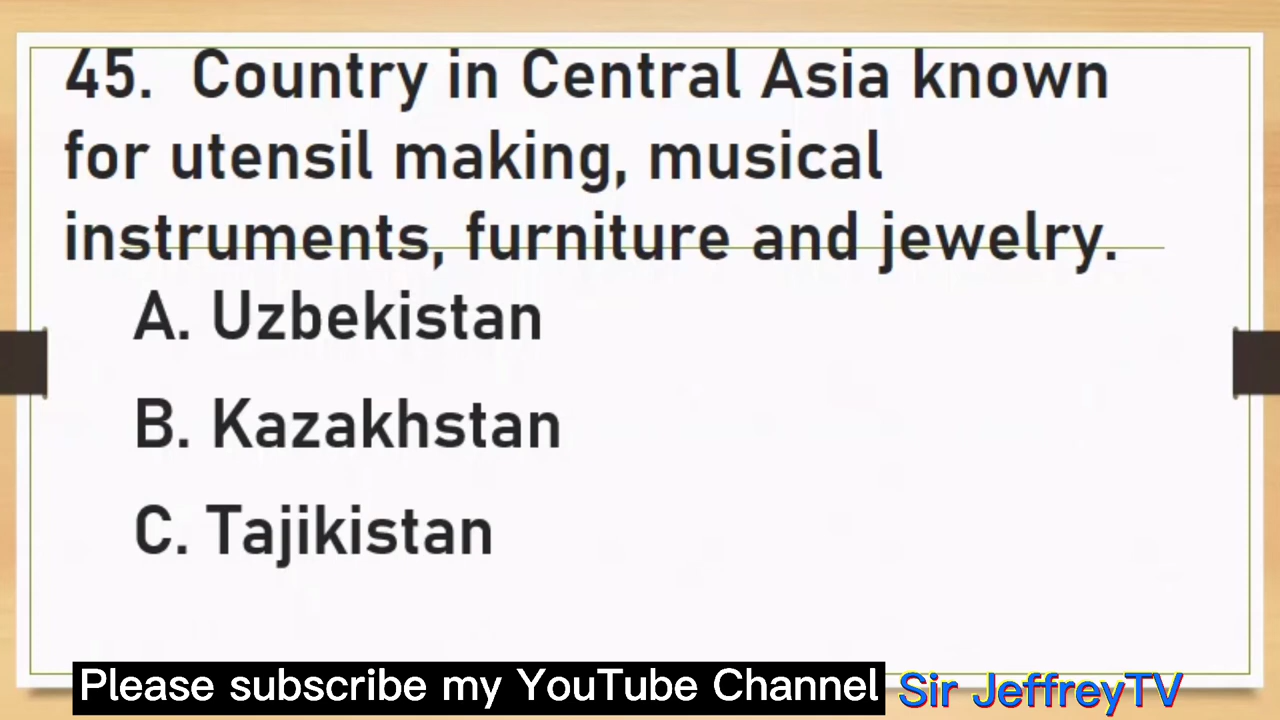 45. Country in Central Asia known
for utensil making, musical
instruments, furniture and jewelry.
A. Uzbekistan
B. Kazakhstan
C. Tajikistan
Please subscribe my YouTube Channel Sir JeffreyTV